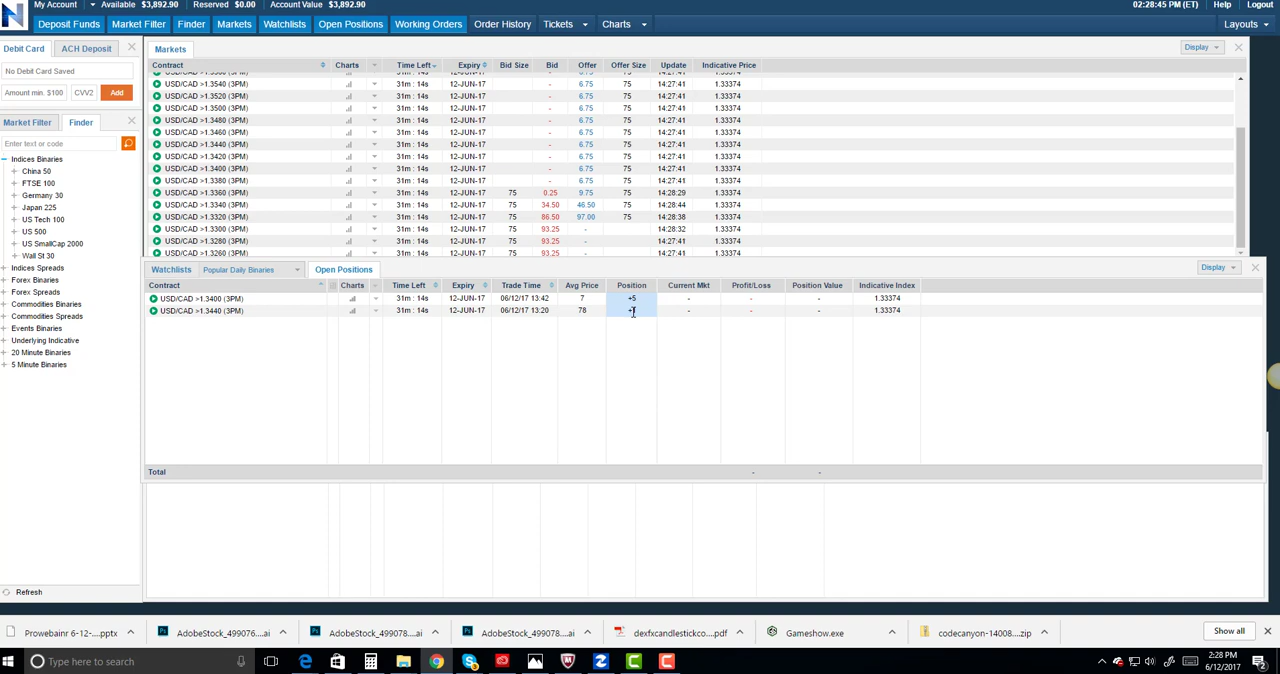 My Account Available $3,892.90 Reserved $0.00 Account Value $3,892.90 02:28:45 PM (ET) Help Logout
N
Deposit Funds Market Filter Finder Markets Watchlists Open Positions Working Orders Order History Tickets Charts Layouts
Debit Card ACH Deposit
Markets Display
No Debit Card Saved
Contract Charts Time Left Expiry Bid Size Bid Offer Offer Size Update Indicative Price
USD/CAD >1.3540 (3PM) 31m : 14s 12-JUN-17 - 6.75 75 14:27:41 1.33374
Amount min. $100 CVV2 Add
USD/CAD >1.3520 (3PM) 31m : 14s 12-JUN-17 - 6.75 75 14:27:41 1.33374
USD/CAD >1.3500 (3PM) 31m : 14s 12-JUN-17 - 6.75 75 14:27:41 1.33374
Market Filter Finder
USD/CAD >1.3480 (3PM) 31m : 14s 12-JUN-17 - 6.75 75 14:27:41 1.33374
USD/CAD >1.3460 (3PM) 31m : 14s 12-JUN-17 - 6.75 75 14:27:41 1.33374
Enter text or code
USD/CAD >1.3440 (3PM) 31m : 14s 12-JUN-17 - 6.75 75 14:27:41 1.33374
USD/CAD >1.3420 (3PM) 31m : 14s 12-JUN-17 - 6.75 75 14:27:41 1.33374
USD/CAD >1.3400 (3PM) 31m : 14s 12-JUN-17 - 6.75 75 14:27:41 1.33374
USD/CAD >1.3380 (3PM) 31m : 14s 12-JUN-17 - 6.75 75 14:27:41 1.33374
USD/CAD >1.3360 (3PM) 31m : 14s 12-JUN-17 75 0.25 9.75 75 14:28:29 1.33374
USD/CAD >1.3340 (3PM) 31m : 14s 12-JUN-17 75 34.50 46.50 75 14:28:44 1.33374
USD/CAD >1.3320 (3PM) 31m : 14s 12-JUN-17 75 86.50 97.00 75 14:28:38 1.33374
USD/CAD >1.3300 (3PM) 31m : 14s 12-JUN-17 75 93.25 - 14:28:32 1.33374
USD/CAD >1.3280 (3PM) 31m : 14s 12-JUN-17 75 93.25 - 14:27:41 1.33374
USD/CAD >1.3260 (3PM) 31m : 14s 12-JUN-17 75 93.25 - 14:27:41 1.33374
Indices Binaries
China 50
FTSE 100
Germany 30
Japan 225
US Tech 100
US 500
US SmallCap 2000
Wall St 30
Indices Spreads
Forex Binaries
Forex Spreads
Commodities Binaries
Commodities Spreads
Events Binaries
Underlying Indicative
20 Minute Binaries
5 Minute Binaries
Refresh
Watchlists Popular Daily Binaries Open Positions Display
Contract Charts Time Left Expiry Trade Time Avg Price Position Current Mkt Profit/Loss Position Value Indicative Index
USD/CAD >1.3400 (3PM) 31m : 14s 12-JUN-17 06/12/17 13:42 7 +5 - - - 1.33374
USD/CAD >1.3440 (3PM) 31m : 14s 12-JUN-17 06/12/17 13:20 78 - - - 1.33374
Total - -
Prowebainr 6-12-....pptx AdobeStock_499076....ai AdobeStock_499078....ai AdobeStock_499078....ai dexfxcandlestickco....pdf Gameshow.exe codecanyon-14008....zip Show all
Type here to search
2:28 PM
6/12/2017
2